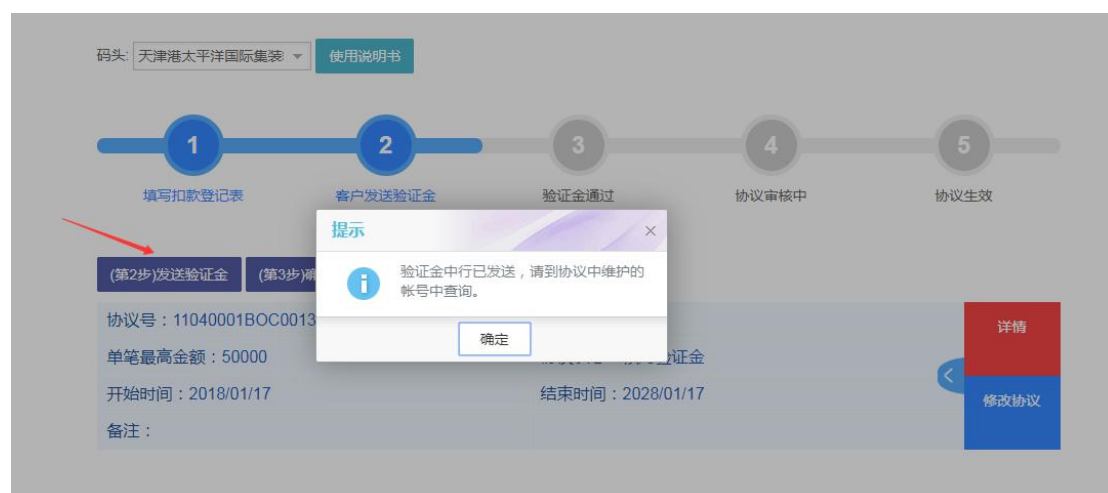 码头: 天津港太平洋国际集装 使用说明书
1 2 3 4 5
填写扣款登记表 客户发送验证金 验证金通过 协议审核中 协议生效
提示 ×
(第2步)发送验证金 (第3步)
验证金中行已发送，请到协议中维护的
帐号中查询。
确定
协议号：11040001BOC0013
详情
单笔最高金额：50000 验证金
开始时间：2018/01/17 结束时间：2028/01/17
修改协议
备注：